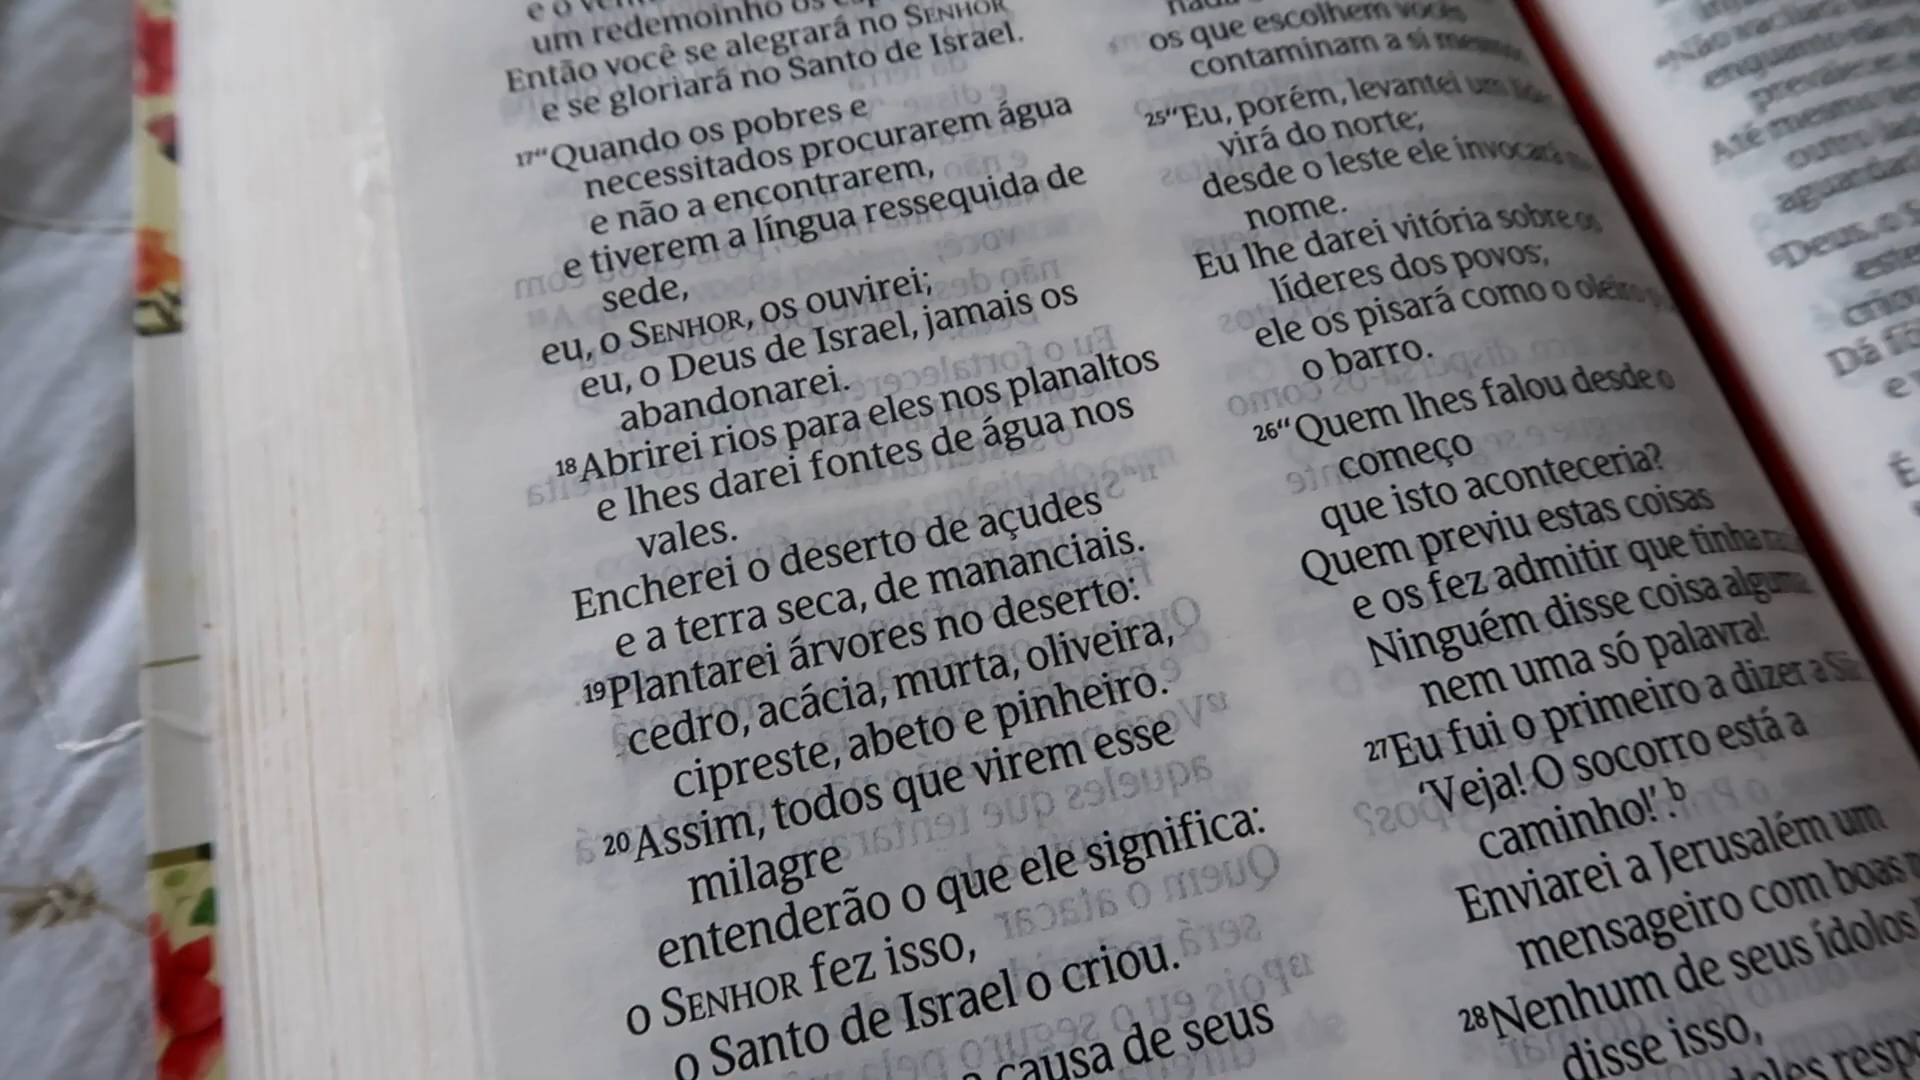 um redemoinho os
Então você se alegrará no SENHOR
e se gloriará no Santo de Israel.
17“Quando os pobres e
necessitados procurarem água
e não a encontrarem,
e tiverem a língua ressequida de
sede,
eu, o SENHOR, os ouvirei;
eu, o Deus de Israel, jamais os
abandonarei.
18Abrirei rios para eles nos planaltos
e lhes darei fontes de água nos
vales.
Encherei o deserto de açudes
e a terra seca, de mananciais.
19Plantarei árvores no deserto:
cedro, acácia, murta, oliveira,
cipreste, abeto e pinheiro.
20Assim, todos que virem esse
milagre
entenderão o que ele significa:
o SENHOR fez isso,
o Santo de Israel o criou.
causa de seus
os que escolhem vocês
contaminam a si
25“Eu, porém, levantei um
virá do norte;
desde o leste ele invocará
nome.
Eu lhe darei vitória sobre os
líderes dos povos;
ele os pisará como o oleiro
o barro.
26“Quem lhes falou desde o
começo
que isto aconteceria?
Quem previu estas coisas
e os fez admitir que tinha
Ninguém disse coisa alguma
nem uma só palavra!
27Eu fui o primeiro a dizer a
‘Veja! O socorro está a
caminho!’.b
Enviarei a Jerusalém um
mensageiro com boas
28Nenhum de seus ídolos
disse isso,